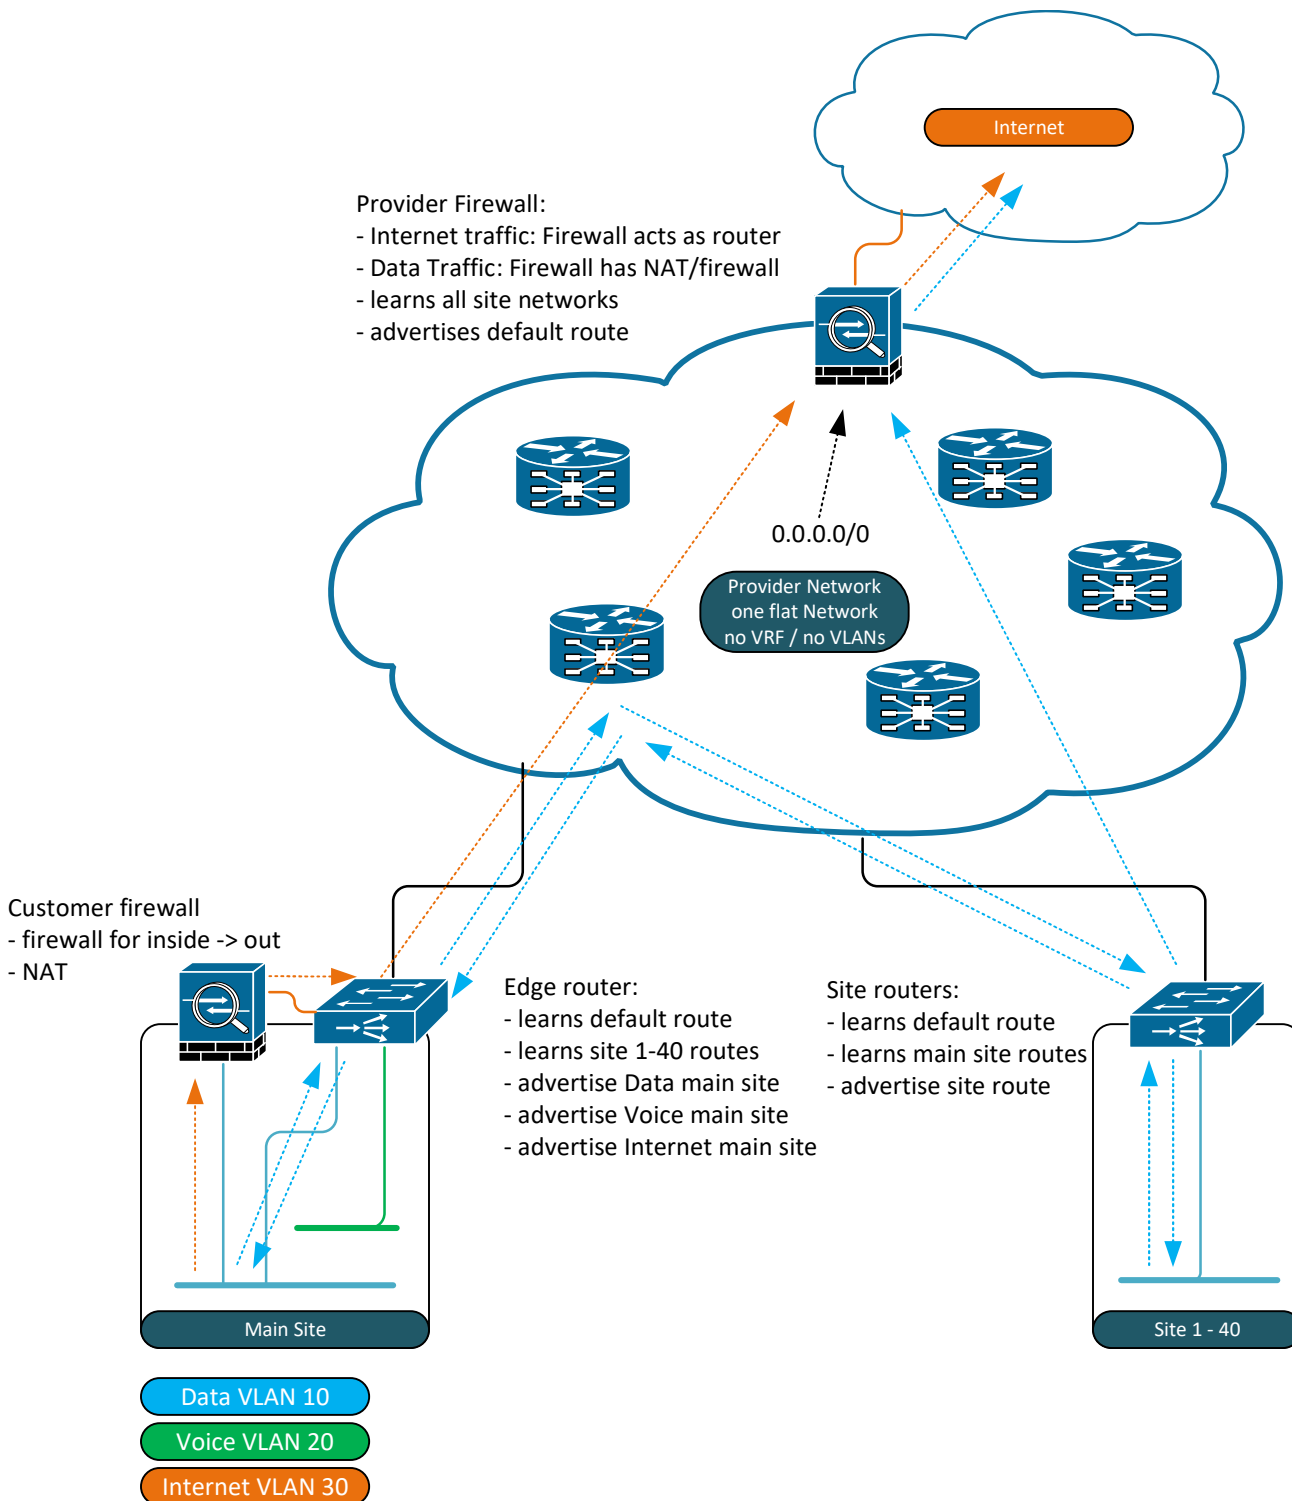 Internet
Provider Firewall:
- Internet traffic: Firewall acts as router
- Data Traffic: Firewall has NAT/firewall
- learns all site networks
- advertises default route
0.0.0.0/0
Provider Network
one flat Network
no VRF / no VLANs
Customer firewall
- firewall for inside -> out
- NAT
Edge router:
- learns default route
- learns site 1-40 routes
- advertise Data main site
- advertise Voice main site
- advertise Internet main site
Site routers:
- learns default route
- learns main site routes
- advertise site route
Main Site
Site 1 - 40
Data VLAN 10
Voice VLAN 20
Internet VLAN 30